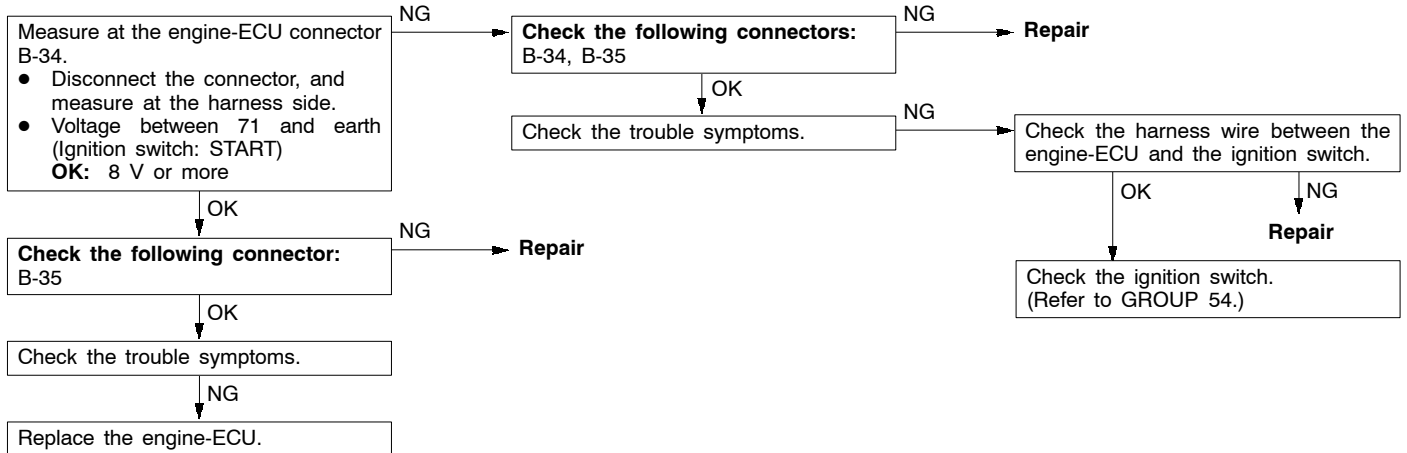 Measure at the engine-ECU connector
B-34.
● Disconnect the connector, and
measure at the harness side.
● Voltage between 71 and earth
(Ignition switch: START)
OK: 8 V or more
NG
Check the following connectors:
B-34, B-35
NG
Repair
OK
Check the trouble symptoms.
NG
Check the harness wire between the
engine-ECU and the ignition switch.
OK
NG
Repair
Check the ignition switch.
(Refer to GROUP 54.)
OK
Check the following connector:
B-35
NG
Repair
OK
Check the trouble symptoms.
NG
Replace the engine-ECU.